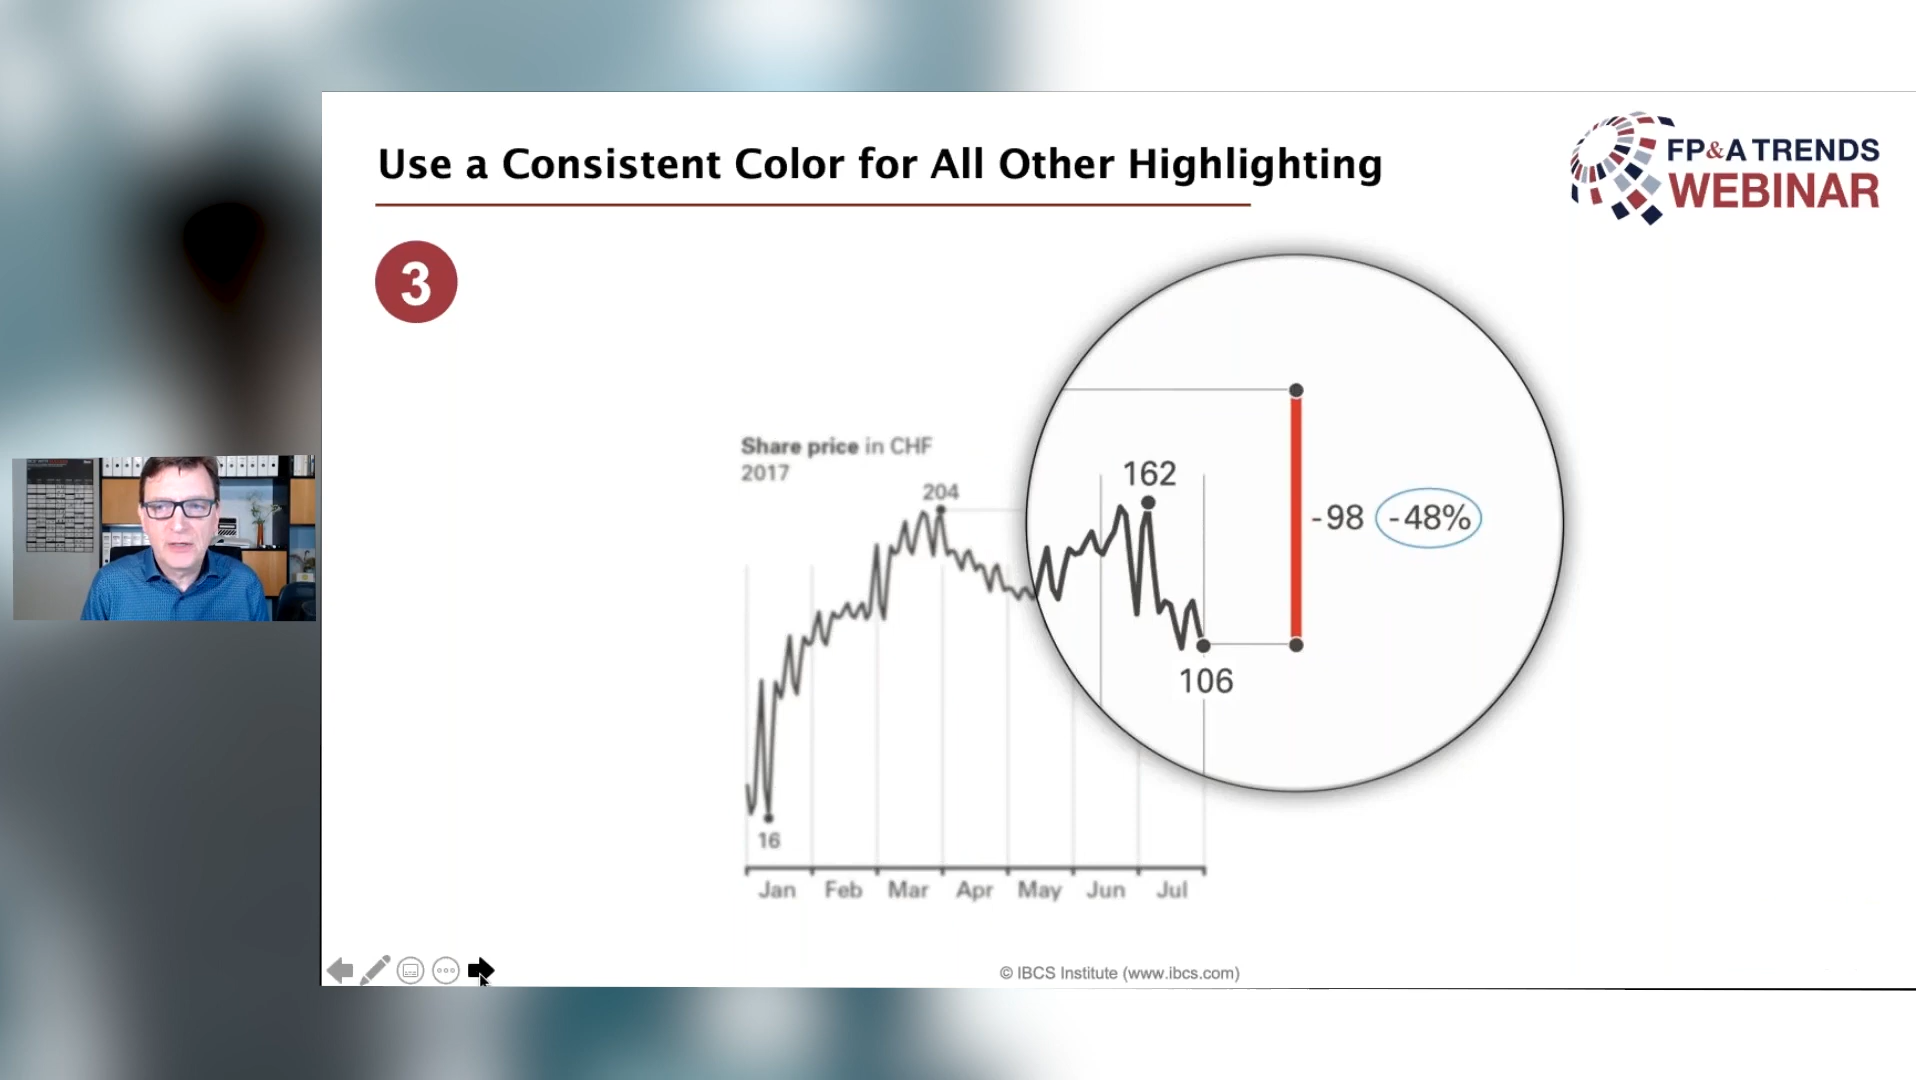 Use a Consistent Color for All Other Highlighting
FP&A TRENDS
WEBINAR
3
Share price in CHF
2017
204
162
-98 -48%
106
16
Jan Feb Mar Apr May Jun Jul
© IBCS Institute (www.ibcs.com)